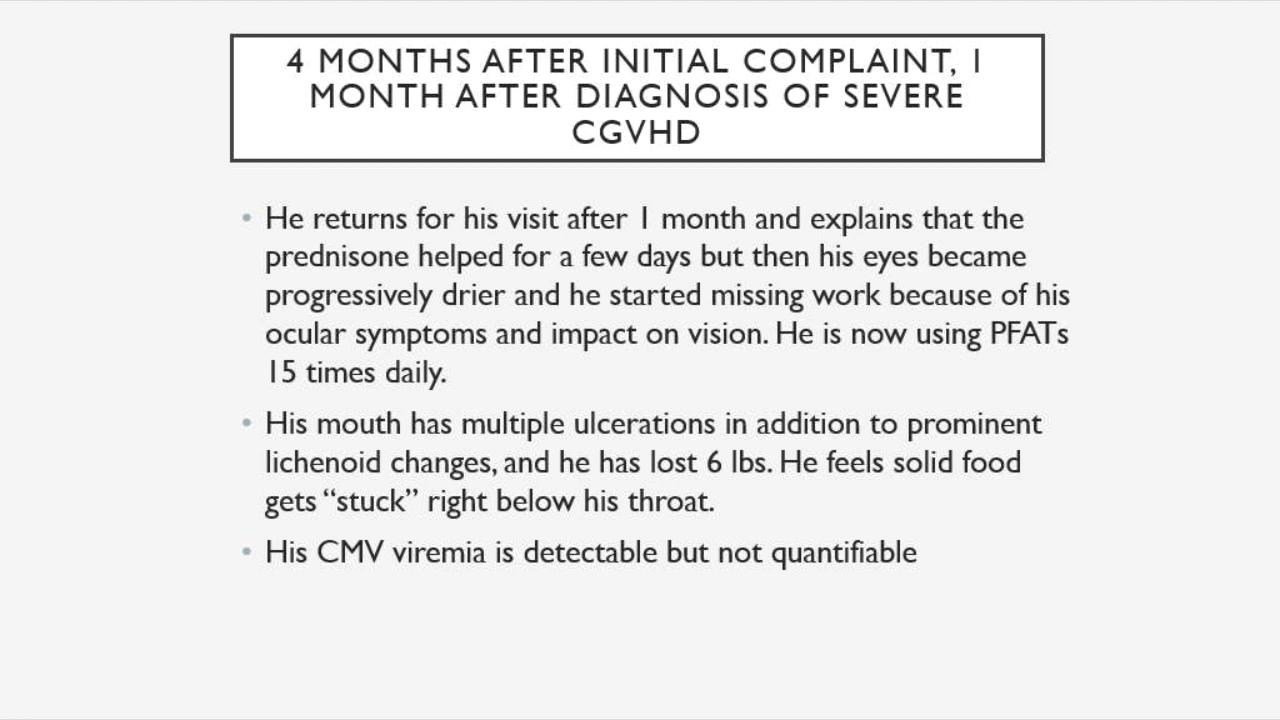 4 MONTHS AFTER INITIAL COMPLAINT, 1
MONTH AFTER DIAGNOSIS OF SEVERE
CGVHD
• He returns for his visit after 1 month and explains that the
prednisone helped for a few days but then his eyes became
progressively drier and he started missing work because of his
ocular symptoms and impact on vision. He is now using PFATs
15 times daily.
• His mouth has multiple ulcerations in addition to prominent
lichenoid changes, and he has lost 6 lbs. He feels solid food
gets “stuck” right below his throat.
• His CMV viremia is detectable but not quantifiable